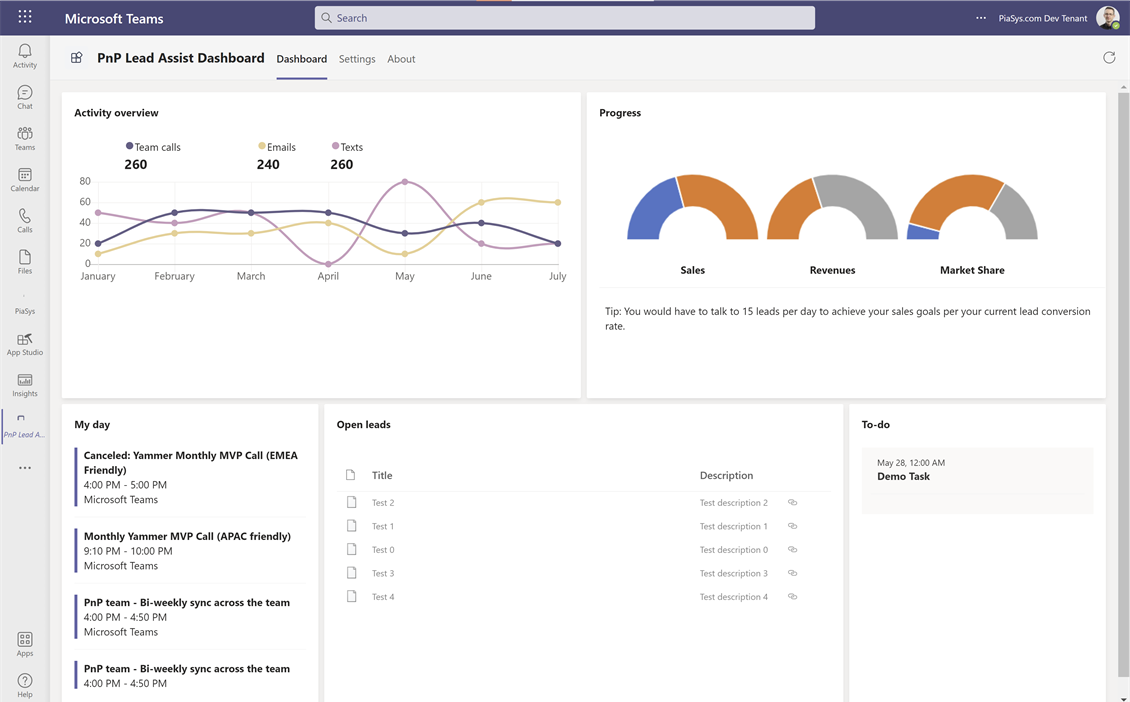 Microsoft Teams
Search
PiaSys.com Dev Tenant
Activity
Chat
Teams
Calendar
Calls
Files
PiaSys
App Studio
Insights
PnP Lead A...
Apps
Help
PnP Lead Assist Dashboard
Dashboard
Settings
About
Activity overview
Team calls
260
Emails
240
Texts
260
80
60
40
20
0
January
February
March
April
May
June
July
Progress
Sales
Revenues
Market Share
Tip: You would have to talk to 15 leads per day to achieve your sales goals per your current lead conversion
rate.
My day
Canceled: Yammer Monthly MVP Call (EMEA
Friendly)
4:00 PM - 5:00 PM
Microsoft Teams
Monthly Yammer MVP Call (APAC friendly)
9:10 PM - 10:00 PM
Microsoft Teams
PnP team - Bi-weekly sync across the team
4:00 PM - 4:50 PM
Microsoft Teams
PnP team - Bi-weekly sync across the team
4:00 PM - 4:50 PM
Open leads
Title
Description
Test 2
Test description 2
Test 1
Test description 1
Test 0
Test description 0
Test 3
Test description 3
Test 4
Test description 4
To-do
May 28, 12:00 AM
Demo Task